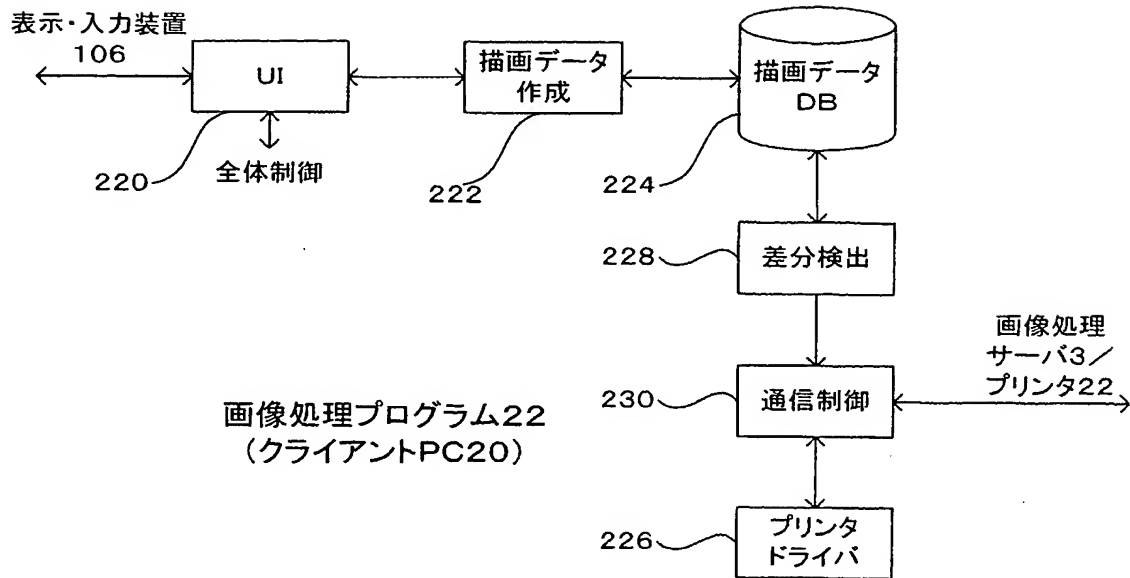 表示・入力装置
106
UI
描画データ
作成
描画データ
DB
220
全体制御
222
224
228
差分検出
画像処理
サーバ3/
プリンタ22
230
通信制御
画像処理プログラム22
(クライアントPC20)
226
プリンタ
ドライバ